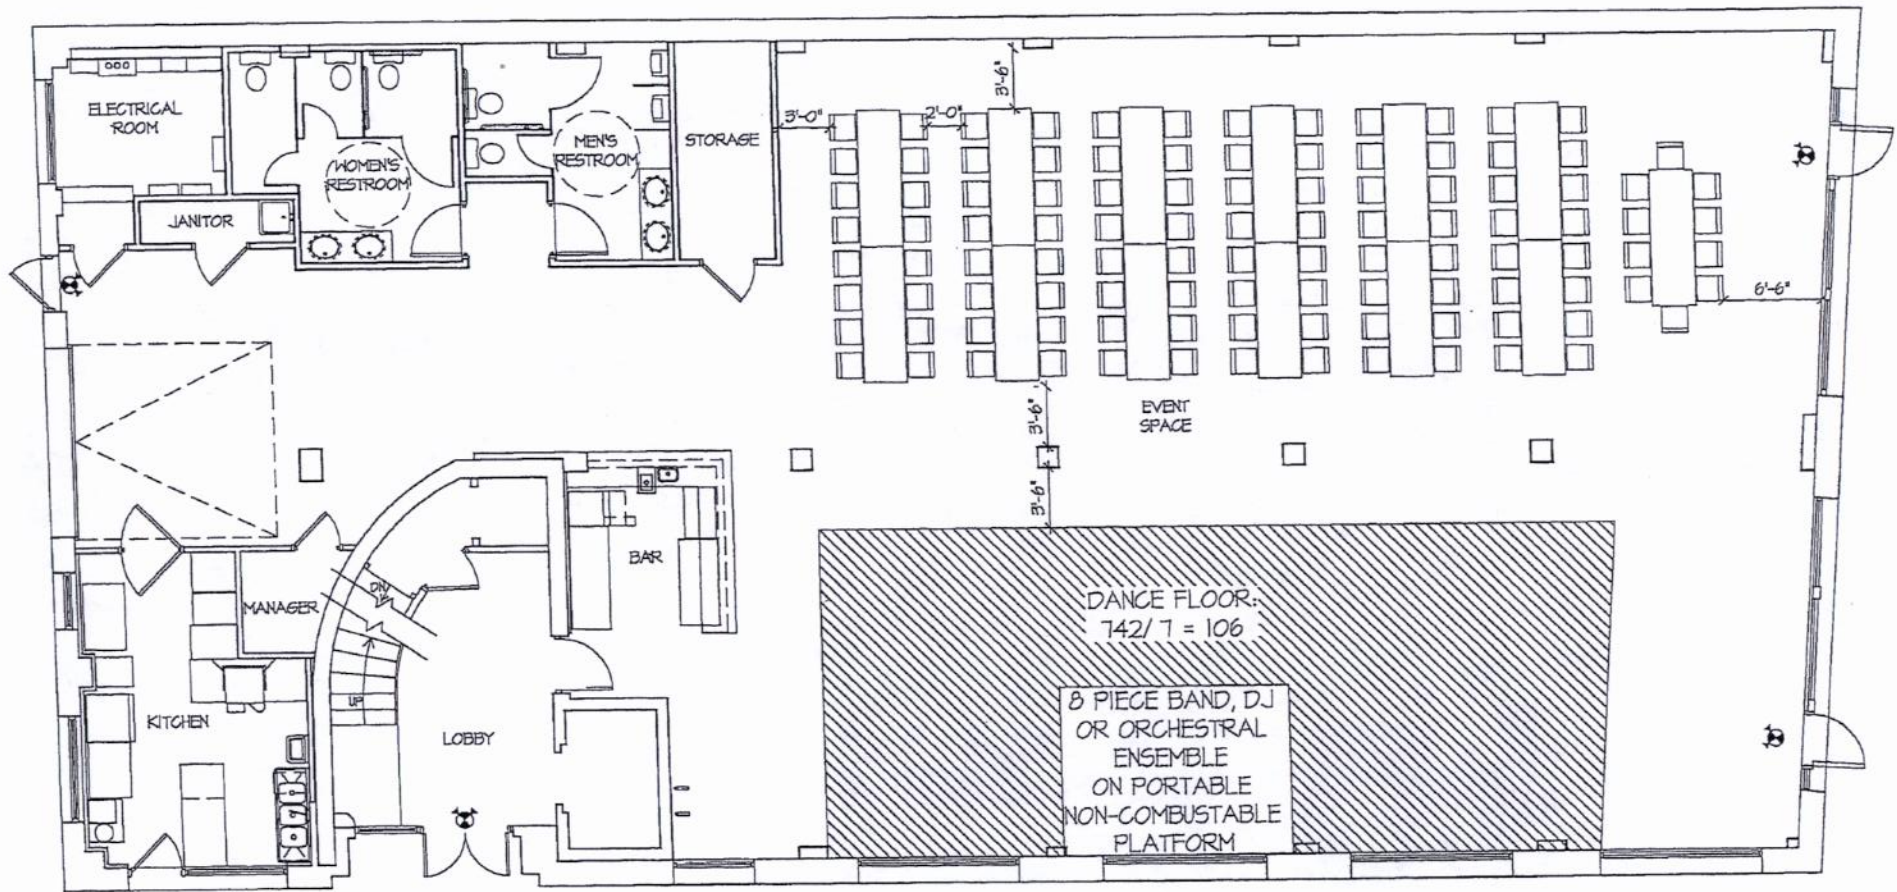 ELECTRICAL
ROOM
WOMEN'S
RESTROOM
MEN'S
RESTROOM
STORAGE
JANITOR
3'-0"
2'-0"
3'-6"
6'-6"
EVENT
SPACE
3'-6"
3'-6"
BAR
MANAGER
DN
UP
KITCHEN
LOBBY
DANCE FLOOR:
742/ 7 = 106
8 PIECE BAND, DJ
OR ORCHESTRAL
ENSEMBLE
ON PORTABLE
NON-COMBUSTABLE
PLATFORM